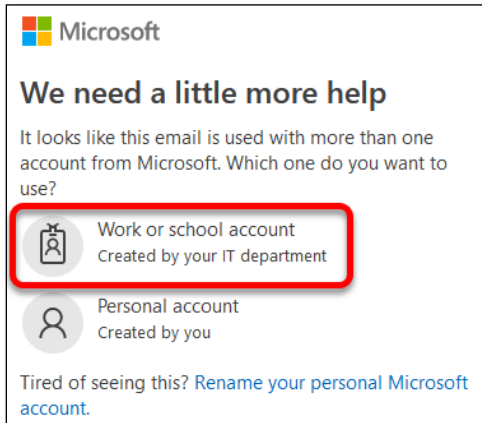 Microsoft
We need a little more help
It looks like this email is used with more than one
account from Microsoft. Which one do you want to
use?
Work or school account
Created by your IT department
Personal account
Created by you
Tired of seeing this? Rename your personal Microsoft
account.